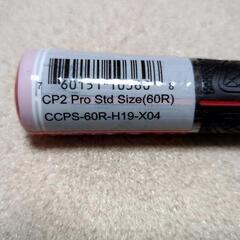 CP2 Pro Std Size(60R)
CCPS-60R-H19-X04